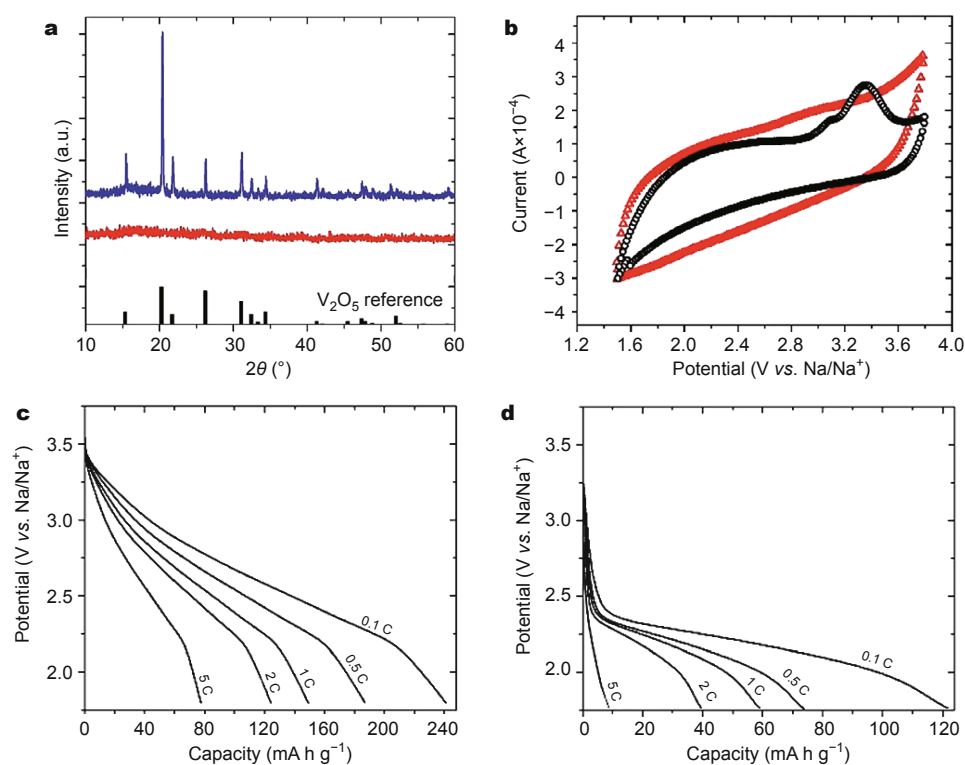 a
Intensity (a.u.)
V₂O₅ reference
10 20 30 40 50 60
2θ (°)
b
4
3
2
1
0
−1
−2
−3
−4
Current (A×10⁻⁴)
1.2 1.6 2.0 2.4 2.8 3.2 3.6 4.0
Potential (V vs. Na/Na⁺)
c
3.5
3.0
2.5
2.0
Potential (V vs. Na/Na⁺)
0.1 C
0.5 C
1 C
2 C
5 C
0 40 80 120 160 200 240
Capacity (mA h g⁻¹)
d
3.5
3.0
2.5
2.0
Potential (V vs. Na/Na⁺)
0.1 C
0.5 C
1 C
2 C
5 C
0 20 40 60 80 100 120
Capacity (mA h g⁻¹)